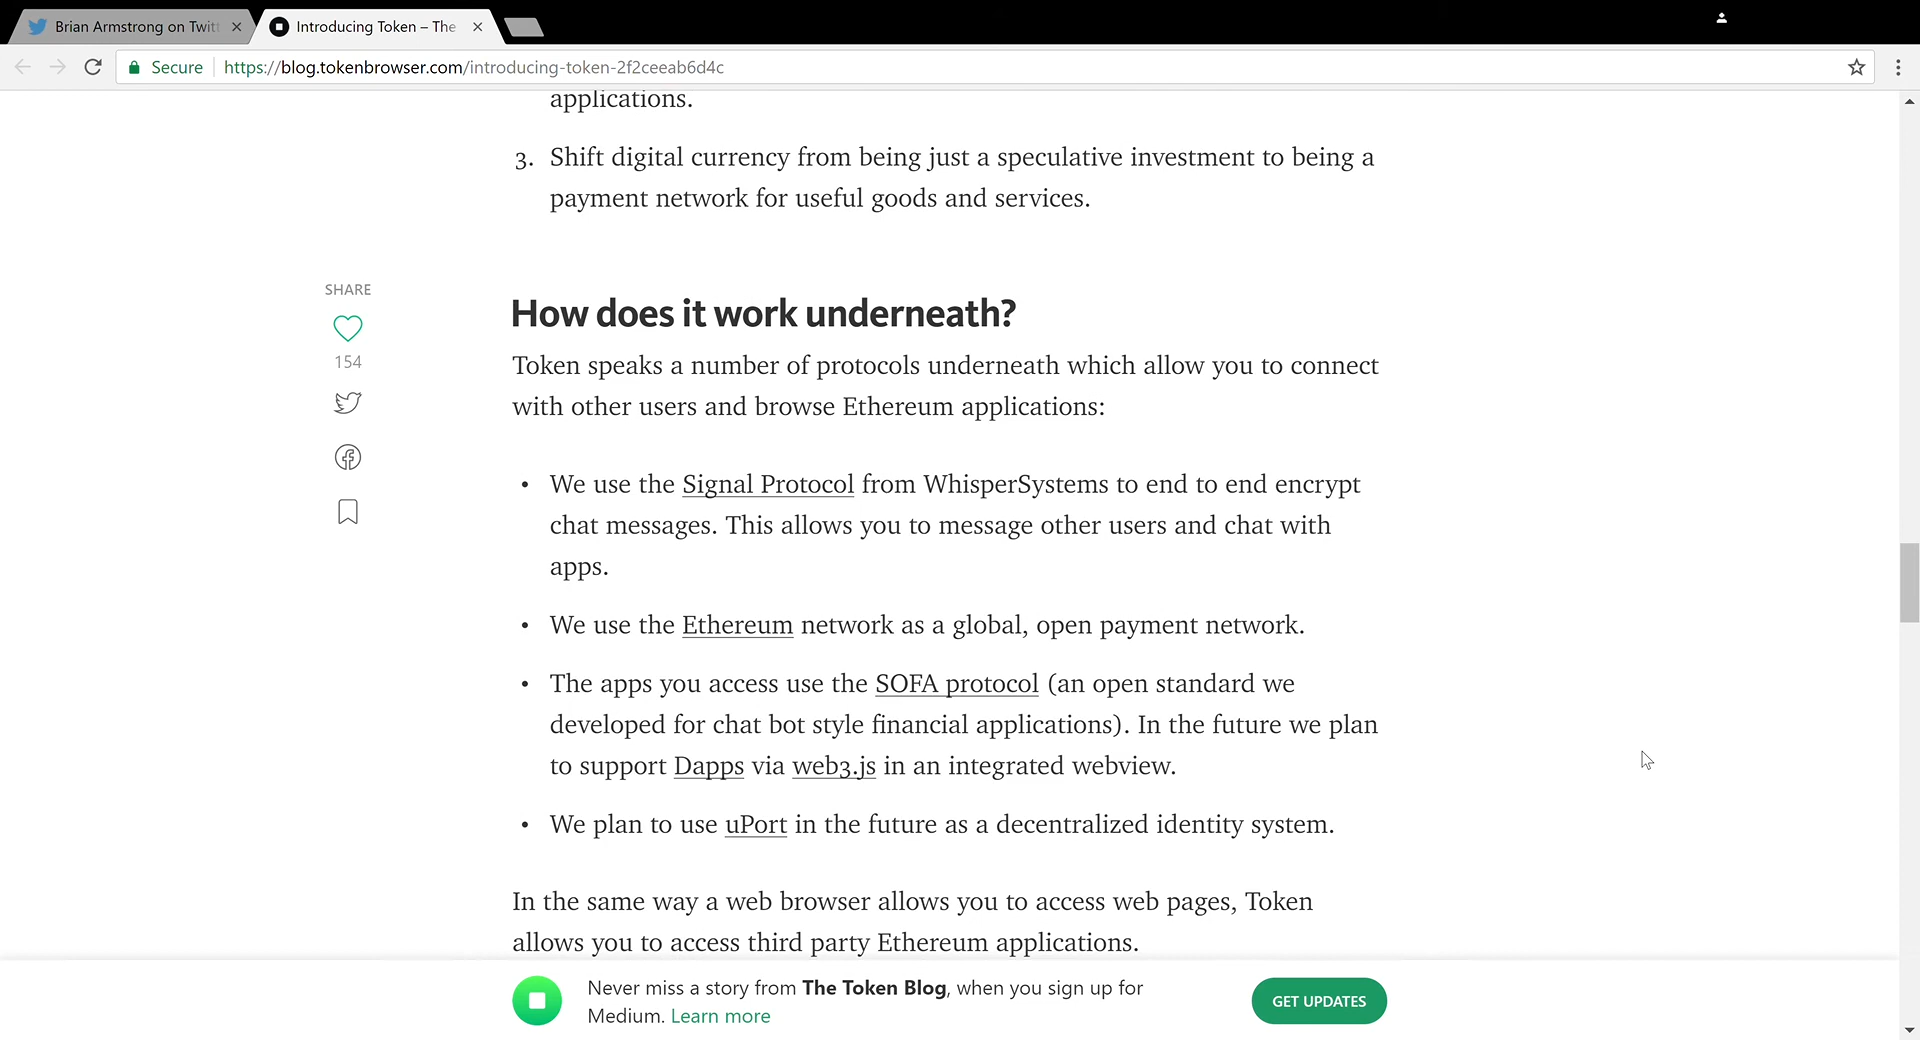 Brian Armstrong on Twitt
Introducing Token – The
Secure
https://blog.tokenbrowser.com/introducing-token-2f2ceeab6d4c
applications.
3. Shift digital currency from being just a speculative investment to being a
payment network for useful goods and services.
SHARE
154
How does it work underneath?
Token speaks a number of protocols underneath which allow you to connect
with other users and browse Ethereum applications:
• We use the Signal Protocol from WhisperSystems to end to end encrypt
chat messages. This allows you to message other users and chat with
apps.
• We use the Ethereum network as a global, open payment network.
• The apps you access use the SOFA protocol (an open standard we
developed for chat bot style financial applications). In the future we plan
to support Dapps via web3.js in an integrated webview.
• We plan to use uPort in the future as a decentralized identity system.
In the same way a web browser allows you to access web pages, Token
allows you to access third party Ethereum applications.
Never miss a story from The Token Blog, when you sign up for
Medium. Learn more
GET UPDATES